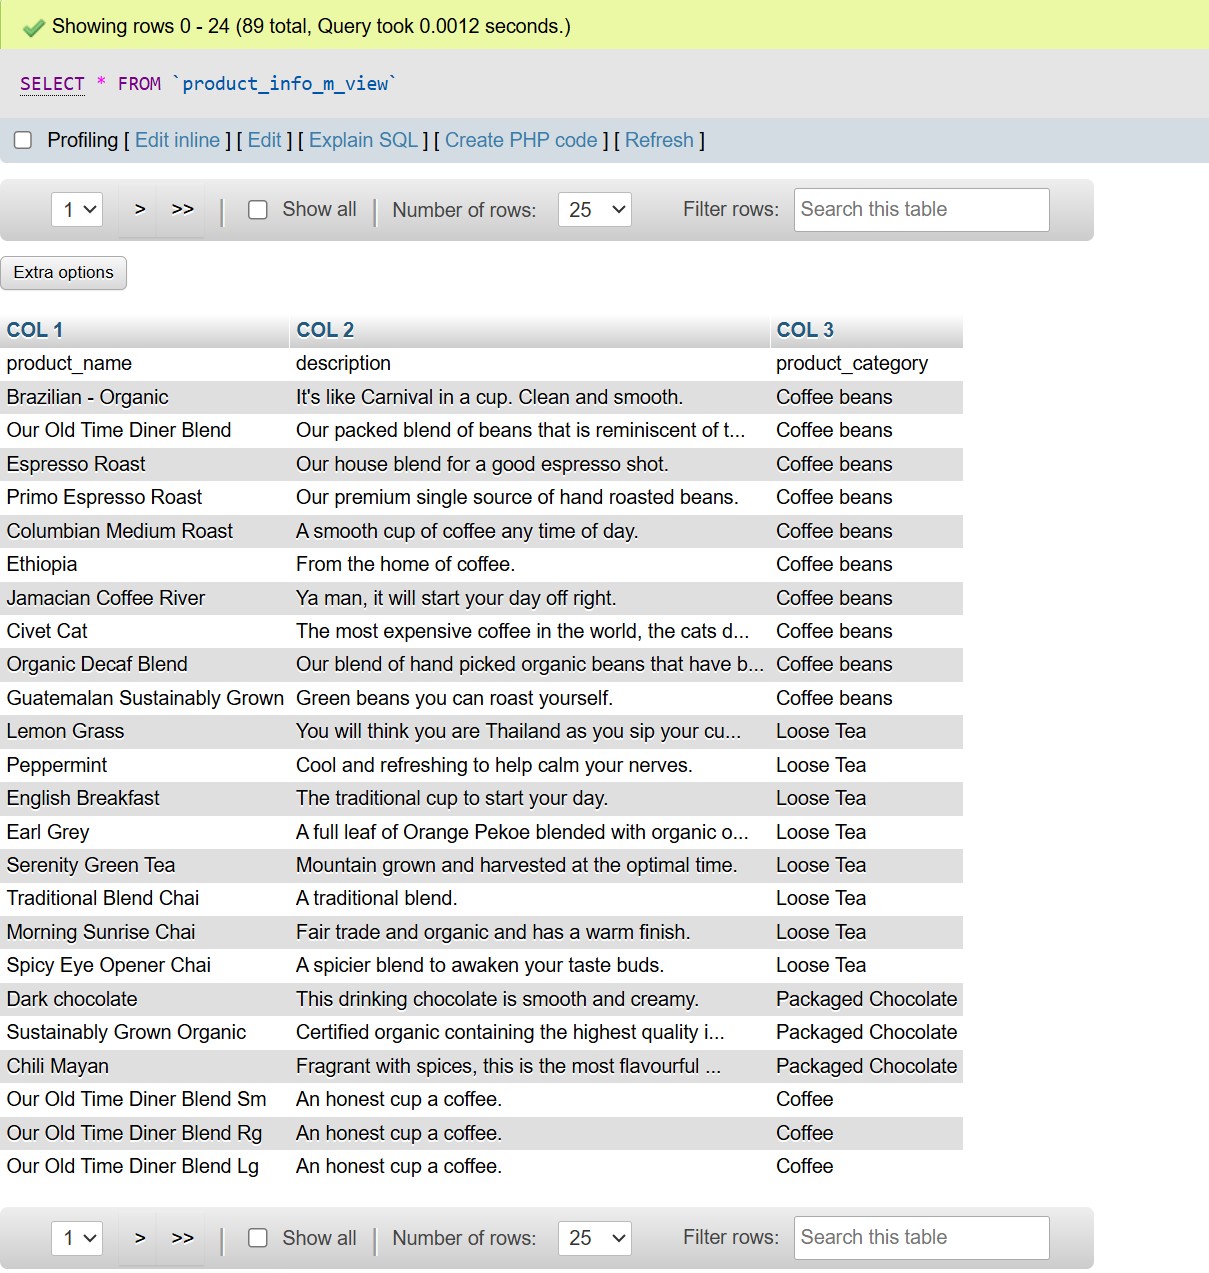 Showing rows 0 - 24 (89 total, Query took 0.0012 seconds.)
SELECT * FROM `product_info_m_view`
Profiling [ Edit inline ] [ Edit ] [ Explain SQL ] [ Create PHP code ] [ Refresh ]
1 > >> | Show all | Number of rows: 25 Filter rows: Search this table
Extra options
COL 1 COL 2 COL 3
product_name description product_category
Brazilian - Organic It's like Carnival in a cup. Clean and smooth. Coffee beans
Our Old Time Diner Blend Our packed blend of beans that is reminiscent of t... Coffee beans
Espresso Roast Our house blend for a good espresso shot. Coffee beans
Primo Espresso Roast Our premium single source of hand roasted beans. Coffee beans
Columbian Medium Roast A smooth cup of coffee any time of day. Coffee beans
Ethiopia From the home of coffee. Coffee beans
Jamacian Coffee River Ya man, it will start your day off right. Coffee beans
Civet Cat The most expensive coffee in the world, the cats d... Coffee beans
Organic Decaf Blend Our blend of hand picked organic beans that have b... Coffee beans
Guatemalan Sustainably Grown Green beans you can roast yourself. Coffee beans
Lemon Grass You will think you are Thailand as you sip your cu... Loose Tea
Peppermint Cool and refreshing to help calm your nerves. Loose Tea
English Breakfast The traditional cup to start your day. Loose Tea
Earl Grey A full leaf of Orange Pekoe blended with organic o... Loose Tea
Serenity Green Tea Mountain grown and harvested at the optimal time. Loose Tea
Traditional Blend Chai A traditional blend. Loose Tea
Morning Sunrise Chai Fair trade and organic and has a warm finish. Loose Tea
Spicy Eye Opener Chai A spicier blend to awaken your taste buds. Loose Tea
Dark chocolate This drinking chocolate is smooth and creamy. Packaged Chocolate
Sustainably Grown Organic Certified organic containing the highest quality i... Packaged Chocolate
Chili Mayan Fragrant with spices, this is the most flavourful ... Packaged Chocolate
Our Old Time Diner Blend Sm An honest cup a coffee. Coffee
Our Old Time Diner Blend Rg An honest cup a coffee. Coffee
Our Old Time Diner Blend Lg An honest cup a coffee. Coffee
1 > >> | Show all | Number of rows: 25 Filter rows: Search this table